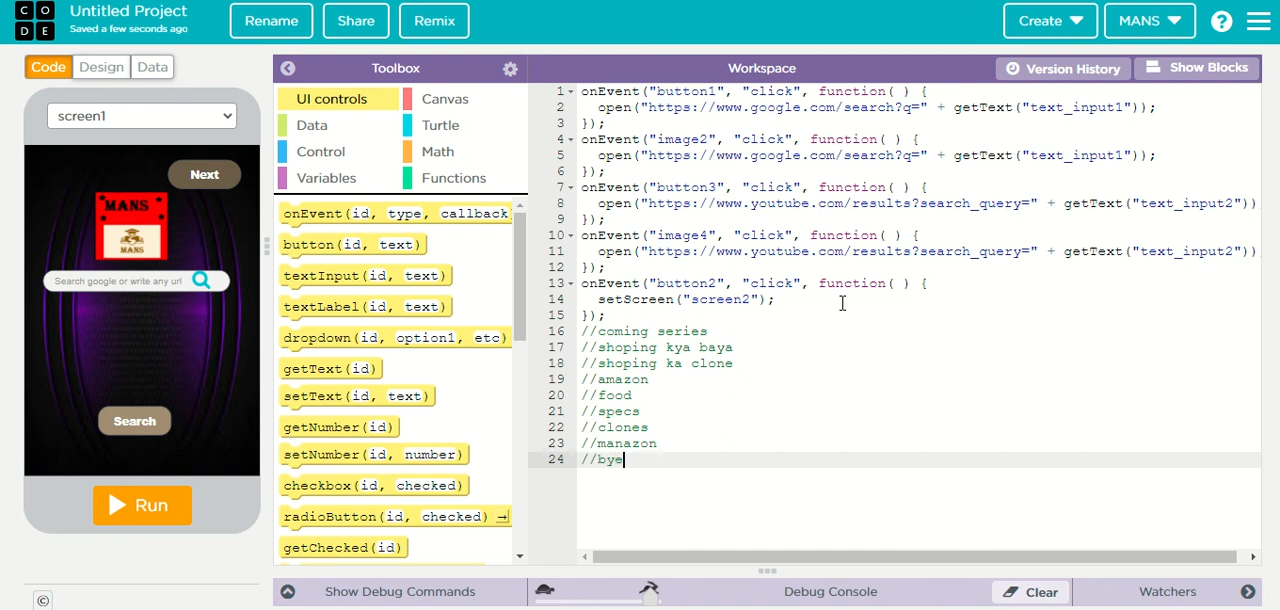 CODE
Untitled Project
Saved a few seconds ago
Rename
Share
Remix
Create
MANS
?
Code
Design
Data
Toolbox
Workspace
Version History
Show Blocks
screen1
Next
MANS
MANS
Search google or write any url
Search
Run
UI controls
Canvas
Data
Turtle
Control
Math
Variables
Functions
onEvent(id, type, callback
button(id, text)
textInput(id, text)
textLabel(id, text)
dropdown(id, option1, etc)
getText(id)
setText(id, text)
getNumber(id)
setNumber(id, number)
checkbox(id, checked)
radioButton(id, checked)
getChecked(id)
1 onEvent("button1", "click", function( ) {
2 open("https://www.google.com/search?q=" + getText("text_input1"));
3 });
4 onEvent("image2", "click", function( ) {
5 open("https://www.google.com/search?q=" + getText("text_input1"));
6 });
7 onEvent("button3", "click", function( ) {
8 open("https://www.youtube.com/results?search_query=" + getText("text_input2"))
9 });
10 onEvent("image4", "click", function( ) {
11 open("https://www.youtube.com/results?search_query=" + getText("text_input2"))
12 });
13 onEvent("button2", "click", function( ) {
14 setScreen("screen2");
15 });
16 //coming series
17 //shoping kya baya
18 //shoping ka clone
19 //amazon
20 //food
21 //specs
22 //clones
23 //manazon
24 //bye
©
Show Debug Commands
Debug Console
Clear
Watchers